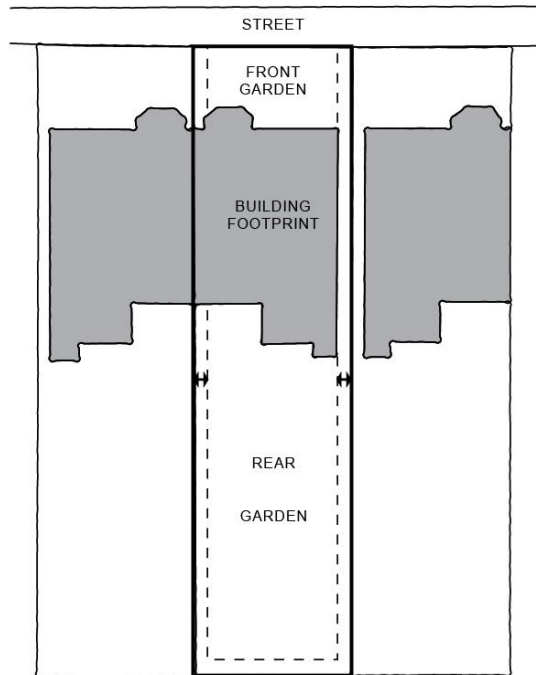 STREET
FRONT
GARDEN
BUILDING
FOOTPRINT
REAR
GARDEN